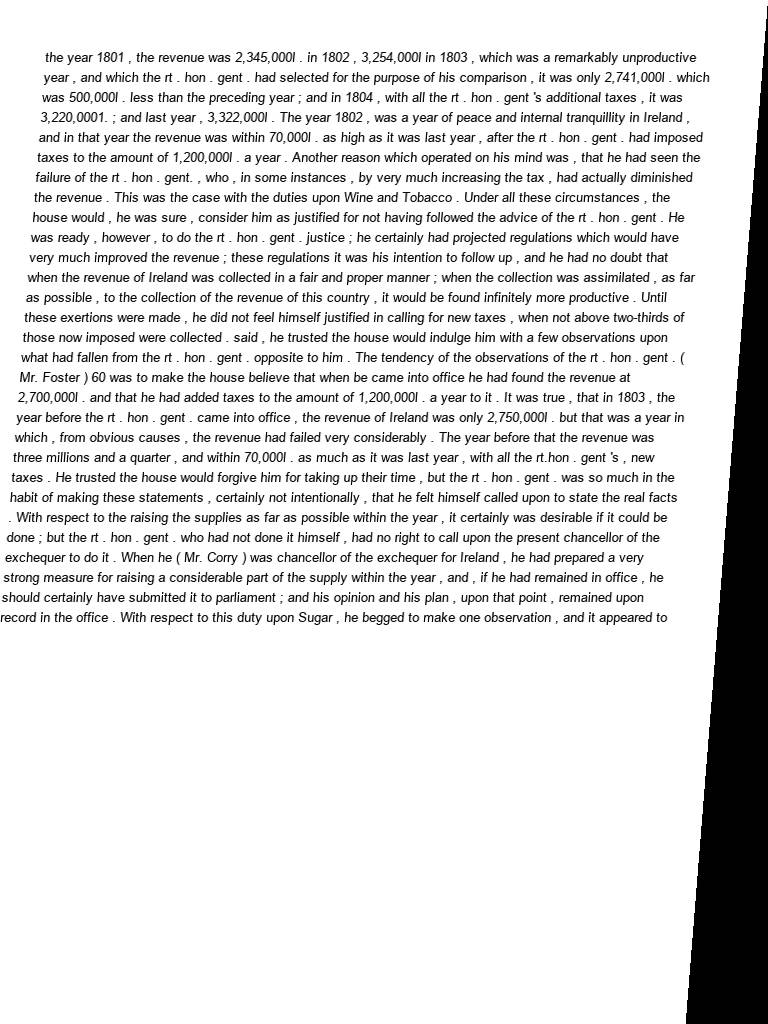 the year 1801 , the revenue was 2,345,000l . in 1802 , 3,254,000l in 1803 , which was a remarkably unproductive
year , and which the rt . hon . gent . had selected for the purpose of his comparison , it was only 2,741,000l . which
was 500,000l . less than the preceding year ; and in 1804 , with all the rt . hon . gent 's additional taxes , it was
3,220,0001. ; and last year , 3,322,000l . The year 1802 , was a year of peace and internal tranquillity in Ireland ,
and in that year the revenue was within 70,000l . as high as it was last year , after the rt . hon . gent . had imposed
taxes to the amount of 1,200,000l . a year . Another reason which operated on his mind was , that he had seen the
failure of the rt . hon . gent. , who , in some instances , by very much increasing the tax , had actually diminished
the revenue . This was the case with the duties upon Wine and Tobacco . Under all these circumstances , the
house would , he was sure , consider him as justified for not having followed the advice of the rt . hon . gent . He
was ready , however , to do the rt . hon . gent . justice ; he certainly had projected regulations which would have
very much improved the revenue ; these regulations it was his intention to follow up , and he had no doubt that
when the revenue of Ireland was collected in a fair and proper manner ; when the collection was assimilated , as far
as possible , to the collection of the revenue of this country , it would be found infinitely more productive . Until
these exertions were made , he did not feel himself justified in calling for new taxes , when not above two-thirds of
those now imposed were collected . said , he trusted the house would indulge him with a few observations upon
what had fallen from the rt . hon . gent . opposite to him . The tendency of the observations of the rt . hon . gent . (
Mr. Foster ) 60 was to make the house believe that when be came into office he had found the revenue at
2,700,000l . and that he had added taxes to the amount of 1,200,000l . a year to it . It was true , that in 1803 , the
year before the rt . hon . gent . came into office , the revenue of Ireland was only 2,750,000l . but that was a year in
which , from obvious causes , the revenue had failed very considerably . The year before that the revenue was
three millions and a quarter , and within 70,000l . as much as it was last year , with all the rt.hon . gent 's , new
taxes . He trusted the house would forgive him for taking up their time , but the rt . hon . gent . was so much in the
habit of making these statements , certainly not intentionally , that he felt himself called upon to state the real facts
. With respect to the raising the supplies as far as possible within the year , it certainly was desirable if it could be
done ; but the rt . hon . gent . who had not done it himself , had no right to call upon the present chancellor of the
exchequer to do it . When he ( Mr. Corry ) was chancellor of the exchequer for Ireland , he had prepared a very
strong measure for raising a considerable part of the supply within the year , and , if he had remained in office , he
should certainly have submitted it to parliament ; and his opinion and his plan , upon that point , remained upon
record in the office . With respect to this duty upon Sugar , he begged to make one observation , and it appeared to